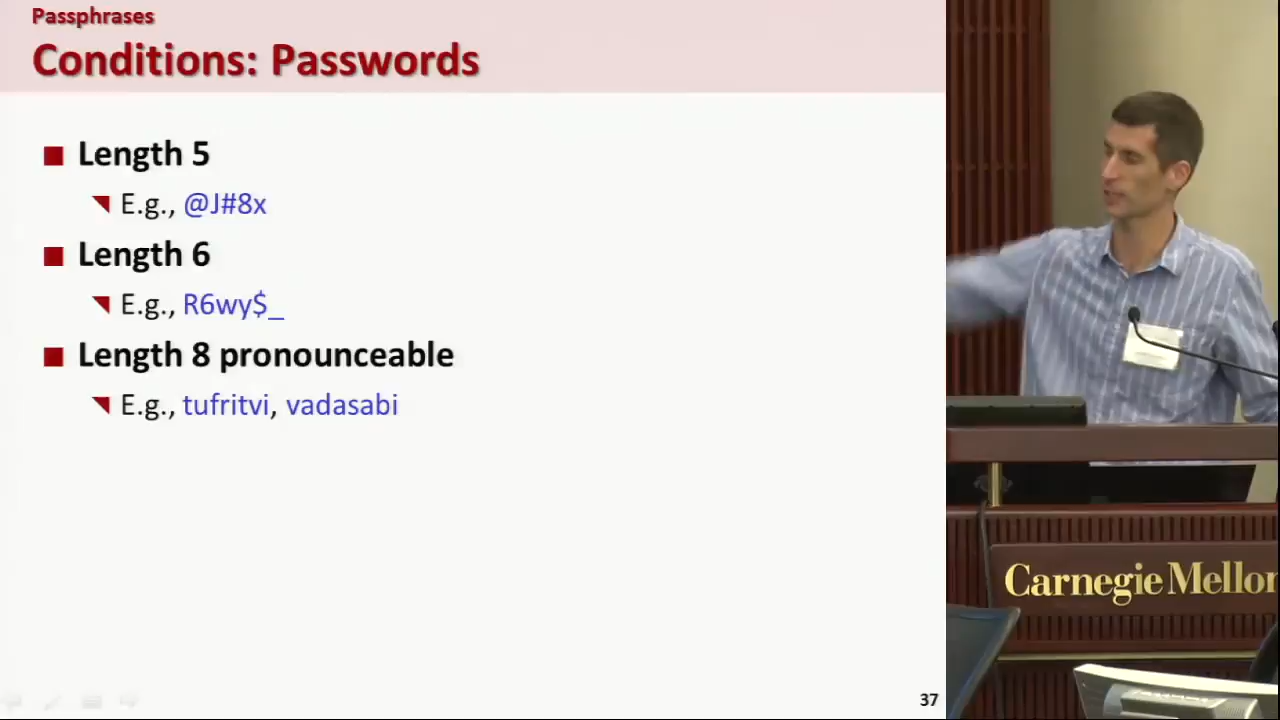 Passphrases
Conditions: Passwords
Length 5
E.g., @J#8x
Length 6
E.g., R6wy$_
Length 8 pronounceable
E.g., tufritvi, vadasabi
37
Carnegie Mellon